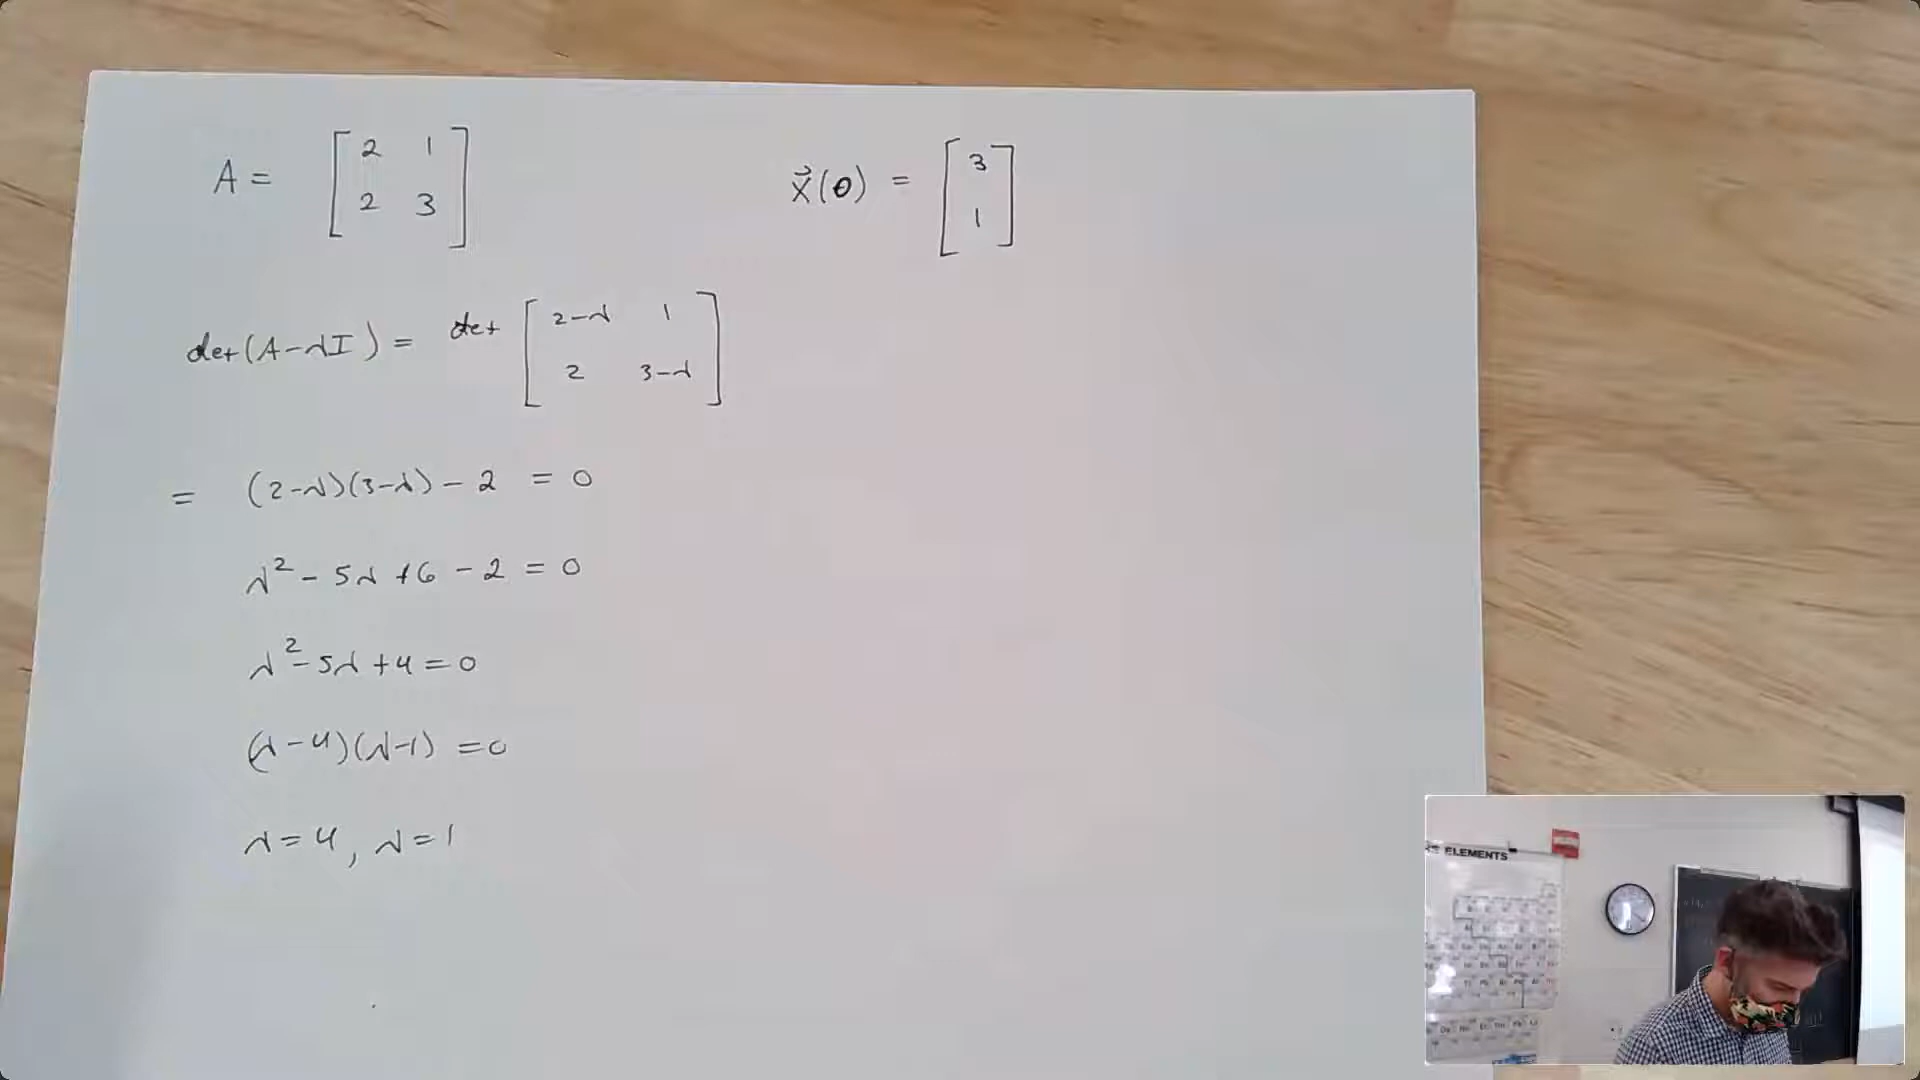 A = [2 1; 2 3]
x⃗(0) = [3; 1]
det(A-λI) = det [2-λ 1; 2 3-λ]
= (2-λ)(3-λ) - 2 = 0
λ² - 5λ + 6 - 2 = 0
λ² - 5λ + 4 = 0
(λ-4)(λ-1) = 0
λ = 4, λ = 1
ELEMENTS